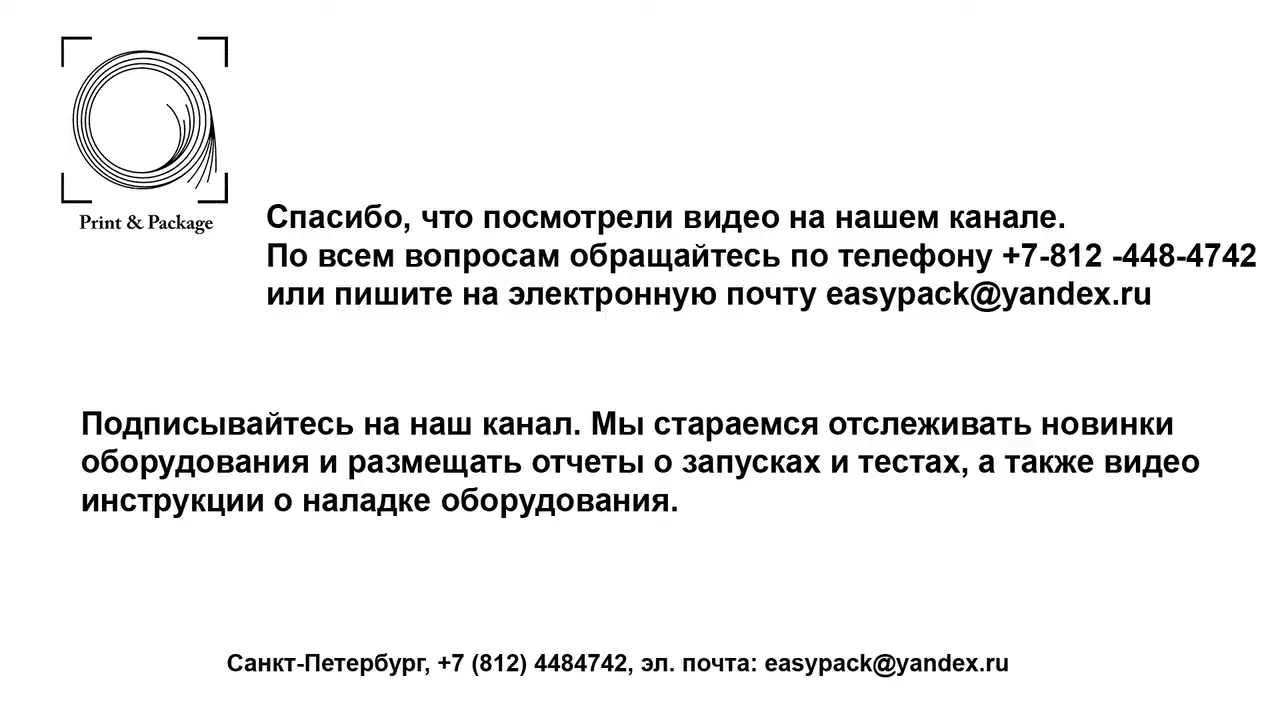 Print & Package
Спасибо, что посмотрели видео на нашем канале.
По всем вопросам обращайтесь по телефону +7-812 -448-4742
или пишите на электронную почту easypack@yandex.ru
Подписывайтесь на наш канал. Мы стараемся отслеживать новинки
оборудования и размещать отчеты о запусках и тестах, а также видео
инструкции о наладке оборудования.
Санкт-Петербург, +7 (812) 4484742, эл. почта: easypack@yandex.ru